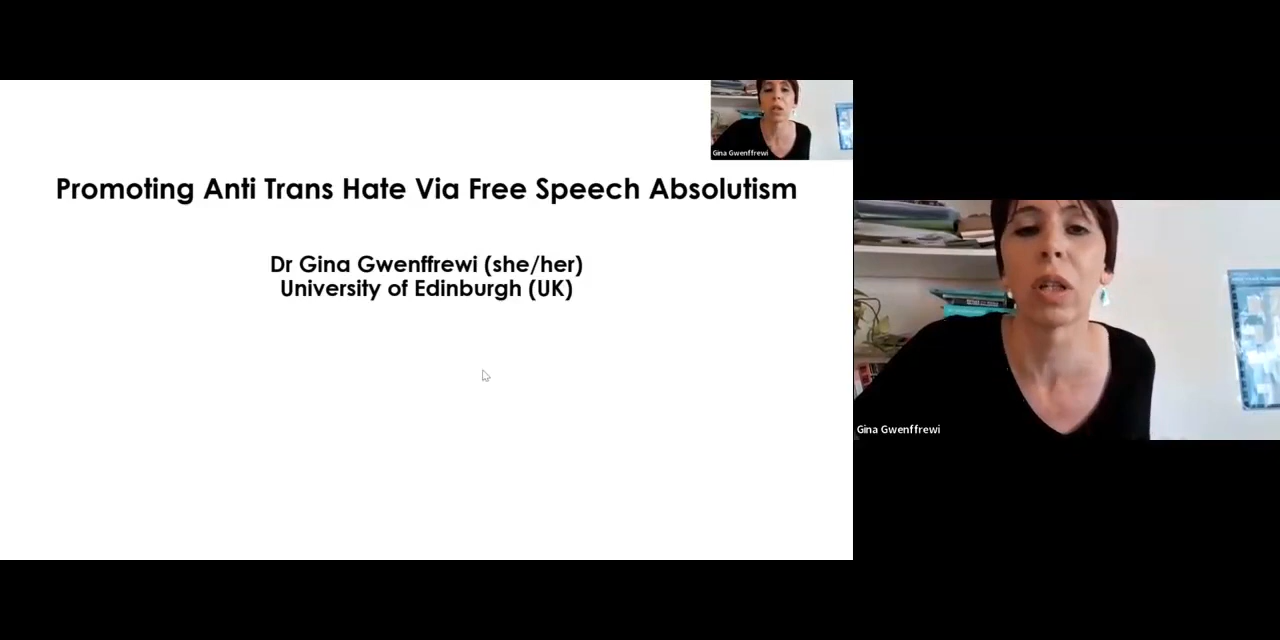 Gina Gwenffrewi
Promoting Anti Trans Hate Via Free Speech Absolutism
Dr Gina Gwenffrewi (she/her)
University of Edinburgh (UK)
Gina Gwenffrewi